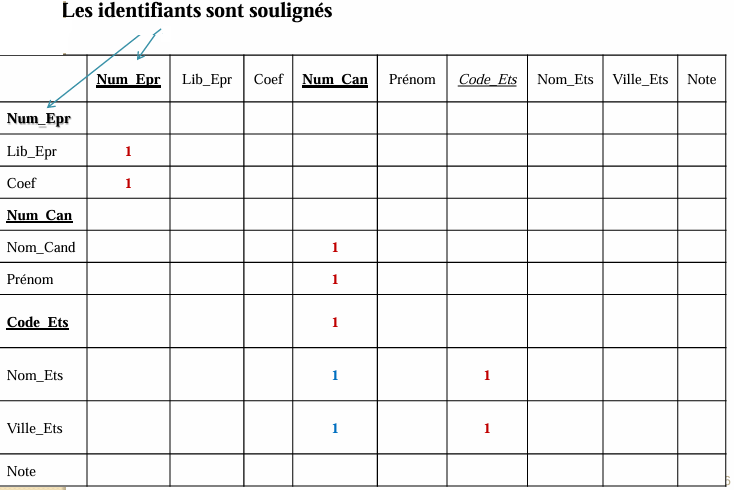 Les identifiants sont soulignés
Num_Epr Lib_Epr Coef Num_Can Prénom Code_Ets Nom_Ets Ville_Ets Note
Num_Epr
Lib_Epr 1
Coef 1
Num_Can
Nom_Cand 1
Prénom 1
Code_Ets 1
Nom_Ets 1 1
Ville_Ets 1 1
Note